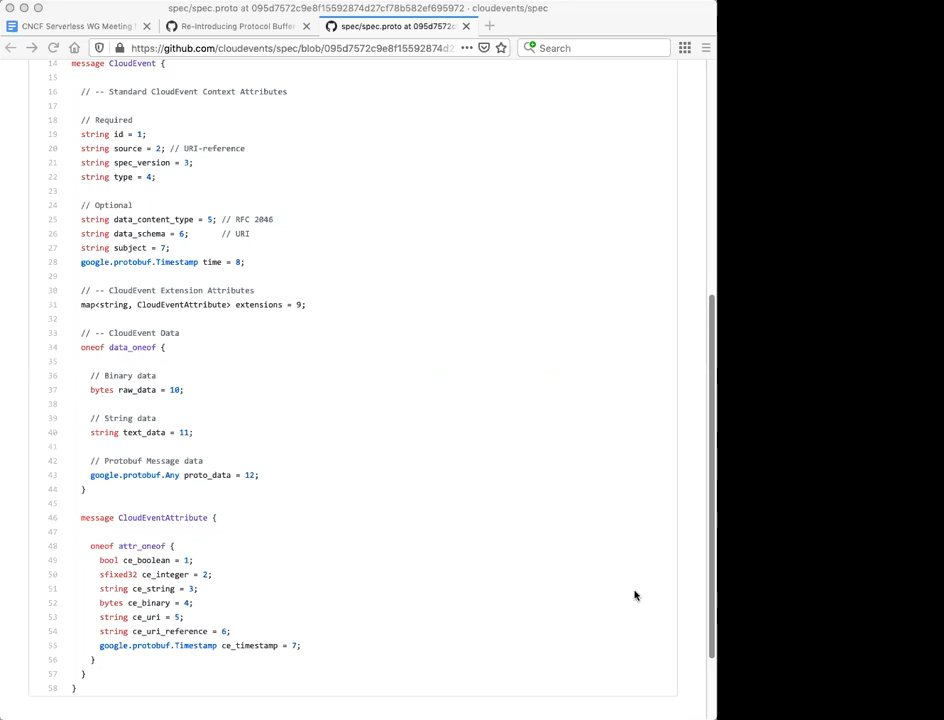 spec/spec.proto at 095d7572c9e8f15592874d27cf78b582ef695972 · cloudevents/spec
CNCF Serverless WG Meeting
Re-Introducing Protocol Buffer
spec/spec.proto at 095d7572c
https://github.com/cloudevents/spec/blob/095d7572c9e8f15592874d2
Search
14 message CloudEvent {
15
16 // -- Standard CloudEvent Context Attributes
17
18 // Required
19 string id = 1;
20 string source = 2; // URI-reference
21 string spec_version = 3;
22 string type = 4;
23
24 // Optional
25 string data_content_type = 5; // RFC 2046
26 string data_schema = 6; // URI
27 string subject = 7;
28 google.protobuf.Timestamp time = 8;
29
30 // -- CloudEvent Extension Attributes
31 map<string, CloudEventAttribute> extensions = 9;
32
33 // -- CloudEvent Data
34 oneof data_oneof {
35
36 // Binary data
37 bytes raw_data = 10;
38
39 // String data
40 string text_data = 11;
41
42 // Protobuf Message data
43 google.protobuf.Any proto_data = 12;
44 }
45
46 message CloudEventAttribute {
47
48 oneof attr_oneof {
49 bool ce_boolean = 1;
50 sfixed32 ce_integer = 2;
51 string ce_string = 3;
52 bytes ce_binary = 4;
53 string ce_uri = 5;
54 string ce_uri_reference = 6;
55 google.protobuf.Timestamp ce_timestamp = 7;
56 }
57 }
58 }